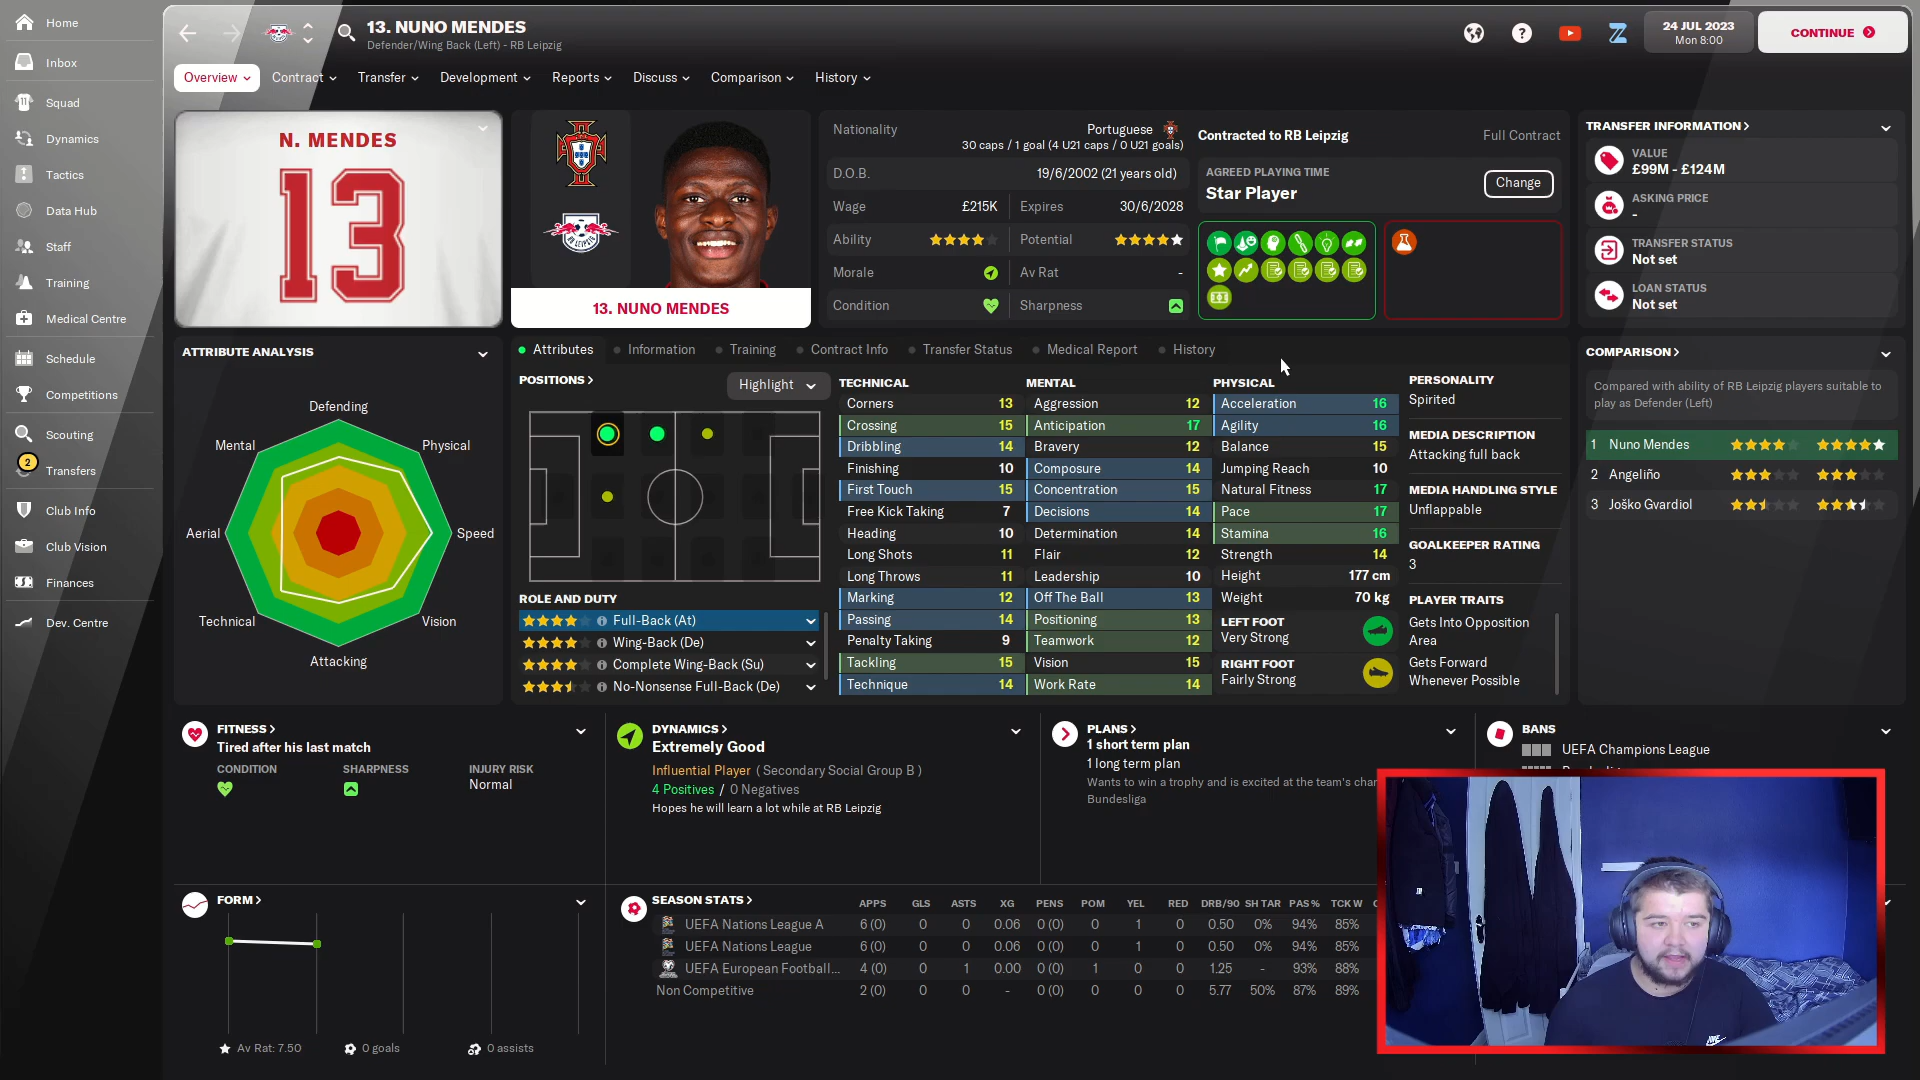 Home
Inbox
Squad
Dynamics
Tactics
Data Hub
Staff
Training
Medical Centre
Schedule
Competitions
Scouting
2
Transfers
Club Info
Club Vision
Finances
Dev. Centre
13. NUNO MENDES
Defender/Wing Back (Left) - RB Leipzig
24 JUL 2023
Mon 8:00
CONTINUE
Overview
Contract
Transfer
Development
Reports
Discuss
Comparison
History
N. MENDES
13
RB LEIPZIG
13. NUNO MENDES
Nationality Portuguese
30 caps / 1 goal (4 U21 caps / 0 U21 goals)
D.O.B. 19/6/2002 (21 years old)
Wage £215K Expires 30/6/2028
Ability Potential
Morale Av Rat -
Condition Sharpness
Contracted to RB Leipzig Full Contract
AGREED PLAYING TIME
Star Player
Change
TRANSFER INFORMATION >
VALUE
£99M - £124M
ASKING PRICE
-
TRANSFER STATUS
Not set
LOAN STATUS
Not set
ATTRIBUTE ANALYSIS
Defending
Physical
Speed
Vision
Attacking
Technical
Aerial
Mental
Attributes
Information
Training
Contract Info
Transfer Status
Medical Report
History
POSITIONS >
Highlight
ROLE AND DUTY
Full-Back (At)
Wing-Back (De)
Complete Wing-Back (Su)
No-Nonsense Full-Back (De)
TECHNICAL
Corners 13
Crossing 15
Dribbling 14
Finishing 10
First Touch 15
Free Kick Taking 7
Heading 10
Long Shots 11
Long Throws 11
Marking 12
Passing 14
Penalty Taking 9
Tackling 15
Technique 14
MENTAL
Aggression 12
Anticipation 17
Bravery 12
Composure 14
Concentration 15
Decisions 14
Determination 14
Flair 12
Leadership 10
Off The Ball 13
Positioning 13
Teamwork 12
Vision 15
Work Rate 14
PHYSICAL
Acceleration 16
Agility 16
Balance 15
Jumping Reach 10
Natural Fitness 17
Pace 17
Stamina 16
Strength 14
Height 177 cm
Weight 70 kg
LEFT FOOT
Very Strong
RIGHT FOOT
Fairly Strong
PERSONALITY
Spirited
MEDIA DESCRIPTION
Attacking full back
MEDIA HANDLING STYLE
Unflappable
GOALKEEPER RATING
3
PLAYER TRAITS
Gets Into Opposition
Area
Gets Forward
Whenever Possible
COMPARISON >
Compared with ability of RB Leipzig players suitable to
play as Defender (Left)
1 Nuno Mendes
2 Angeliño
3 Joško Gvardiol
FITNESS >
Tired after his last match
CONDITION SHARPNESS INJURY RISK
Normal
DYNAMICS >
Extremely Good
Influential Player ( Secondary Social Group B )
4 Positives / 0 Negatives
Hopes he will learn a lot while at RB Leipzig
PLANS >
1 short term plan
1 long term plan
Wants to win a trophy and is excited at the team's
Bundesliga
BANS
UEFA Champions League
FORM >
Av Rat: 7.50
0 goals
0 assists
SEASON STATS > APPS GLS ASTS XG PENS POM YEL RED DRB/90 SH TAR PAS% TCK W
UEFA Nations League A 6 (0) 0 0 0.06 0 (0) 0 1 0 0.50 0% 94% 85%
UEFA Nations League 6 (0) 0 0 0.06 0 (0) 0 1 0 0.50 0% 94% 85%
UEFA European Football... 4 (0) 0 1 0.00 0 (0) 1 0 0 1.25 - 93% 88%
Non Competitive 2 (0) 0 0 - 0 (0) 0 0 0 5.77 50% 87% 89%